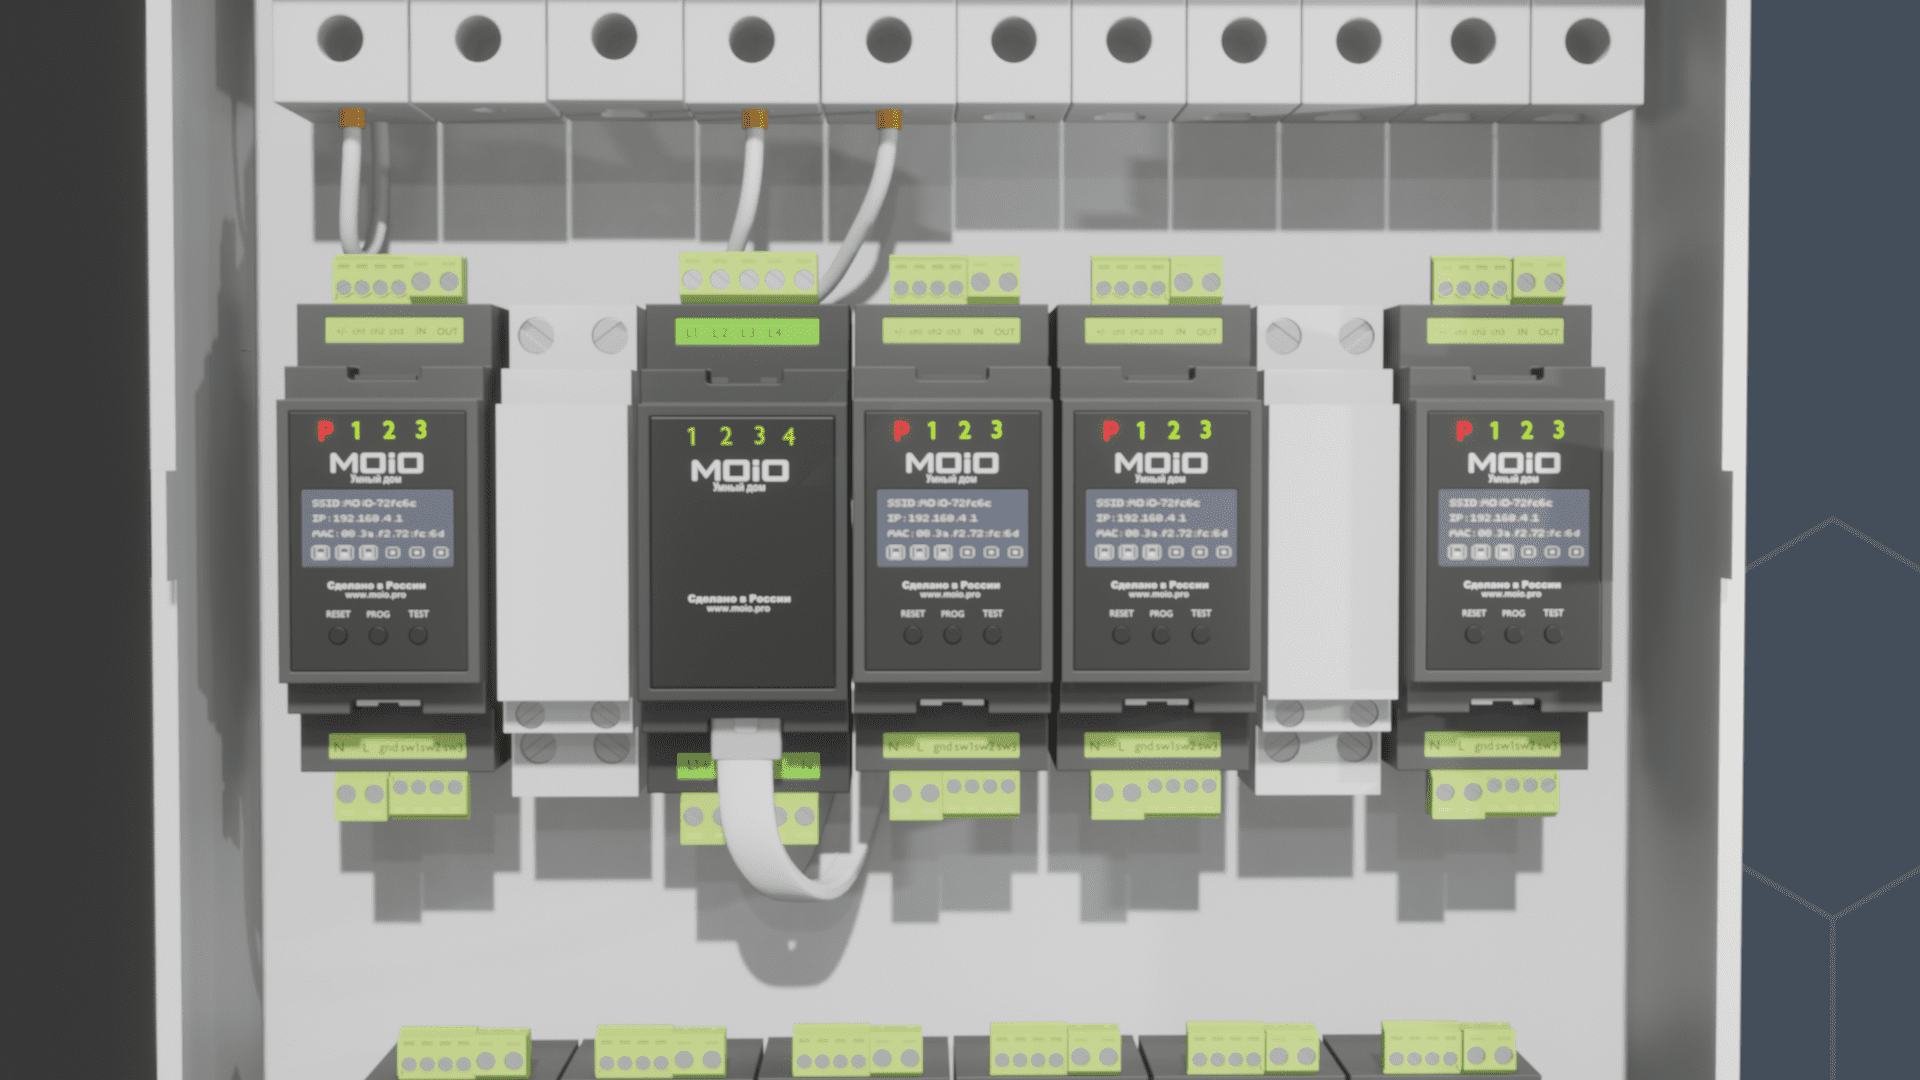 +/- ch1 ch2 ch3 IN OUT
P 1 2 3
MOiO
Умный дом
SSID:MOiO-72fc6c
IP:192.168.4.1
MAC:00.3a.f2.72:fc:6d
Сделано в России
www.moio.pro
RESET PROG TEST
N L gnd sw1 sw2 sw3
L1 L2 L3 L4
1 2 3 4
MOiO
Умный дом
Сделано в России
www.moio.pro
+/- ch1 ch2 ch3 IN OUT
P 1 2 3
MOiO
Умный дом
SSID:MOiO-72fc6c
IP:192.168.4.1
MAC:00.3a.f2.72:fc:6d
Сделано в России
www.moio.pro
RESET PROG TEST
N L gnd sw1 sw2 sw3
+/- ch1 ch2 ch3 IN OUT
P 1 2 3
MOiO
Умный дом
SSID:MOiO-72fc6c
IP:192.168.4.1
MAC:00.3a.f2.72:fc:6d
Сделано в России
www.moio.pro
RESET PROG TEST
N L gnd sw1 sw2 sw3
+/- ch1 ch2 ch3 IN OUT
P 1 2 3
MOiO
Умный дом
SSID:MOiO-72fc6c
IP:192.168.4.1
MAC:00.3a.f2.72:fc:6d
Сделано в России
www.moio.pro
RESET PROG TEST
N L gnd sw1 sw2 sw3